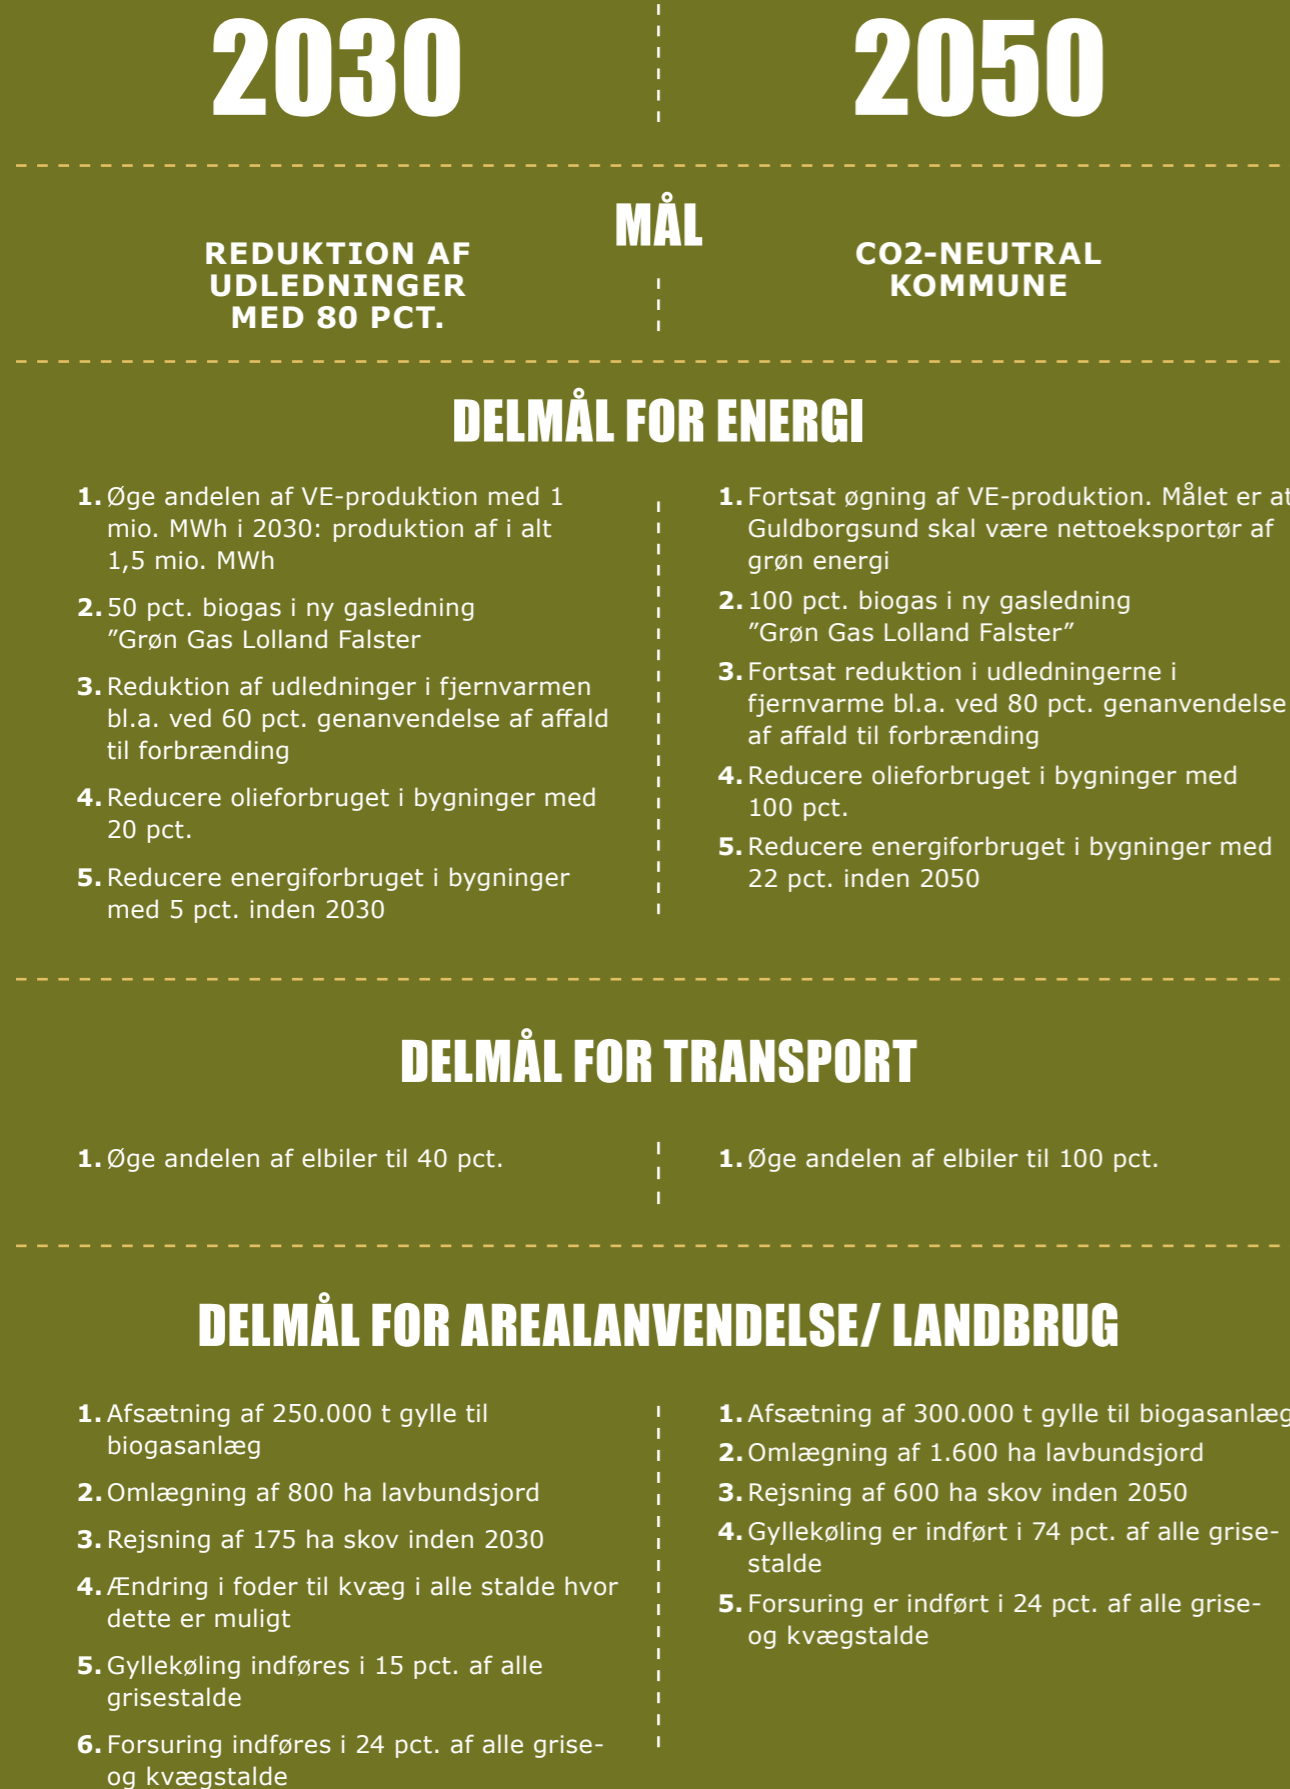 2030
2050
MÅL
REDUKTION AF
UDLEDNINGER
MED 80 PCT.
CO2-NEUTRAL
KOMMUNE
DELMÅL FOR ENERGI
1. Øge andelen af VE-produktion med 1
mio. MWh i 2030: produktion af i alt
1,5 mio. MWh
2. 50 pct. biogas i ny gasledning
”Grøn Gas Lolland Falster
3. Reduktion af udledninger i fjernvarmen
bl.a. ved 60 pct. genanvendelse af affald
til forbrænding
4. Reducere olieforbruget i bygninger med
20 pct.
5. Reducere energiforbruget i bygninger
med 5 pct. inden 2030
1. Fortsat øgning af VE-produktion. Målet er at
Guldborgsund skal være nettoeksportør af
grøn energi
2. 100 pct. biogas i ny gasledning
”Grøn Gas Lolland Falster”
3. Fortsat reduktion i udledningerne i
fjernvarme bl.a. ved 80 pct. genanvendelse
af affald til forbrænding
4. Reducere olieforbruget i bygninger med
100 pct.
5. Reducere energiforbruget i bygninger med
22 pct. inden 2050
DELMÅL FOR TRANSPORT
1. Øge andelen af elbiler til 40 pct.
1. Øge andelen af elbiler til 100 pct.
DELMÅL FOR AREALANVENDELSE/ LANDBRUG
1. Afsætning af 250.000 t gylle til
biogasanlæg
2. Omlægning af 800 ha lavbundsjord
3. Rejsning af 175 ha skov inden 2030
4. Ændring i foder til kvæg i alle stalde hvor
dette er muligt
5. Gyllekøling indføres i 15 pct. af alle
grisestalde
6. Forsuring indføres i 24 pct. af alle grise-
og kvægstalde
1. Afsætning af 300.000 t gylle til biogasanlæg
2. Omlægning af 1.600 ha lavbundsjord
3. Rejsning af 600 ha skov inden 2050
4. Gyllekøling er indført i 74 pct. af alle grise-
stalde
5. Forsuring er indført i 24 pct. af alle grise-
og kvægstalde